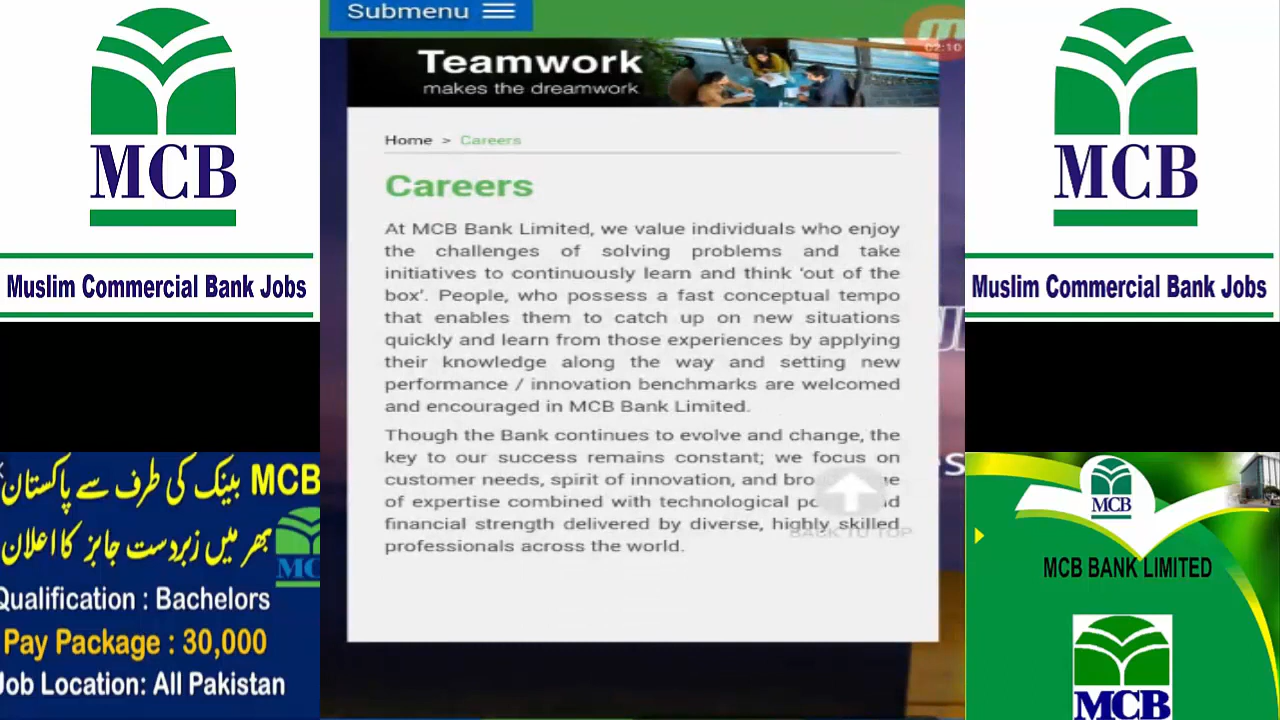 MCB
Muslim Commercial Bank Jobs
MCB بینک کی طرف سے پاکستان
بھر میں زبردست جابز کا اعلان
MC
Qualification : Bachelors
Pay Package : 30,000
Job Location: All Pakistan
Submenu
02:10
Teamwork
makes the dreamwork
Home > Careers
Careers
At MCB Bank Limited, we value individuals who enjoy
the challenges of solving problems and take
initiatives to continuously learn and think ‘out of the
box’. People, who possess a fast conceptual tempo
that enables them to catch up on new situations
quickly and learn from those experiences by applying
their knowledge along the way and setting new
performance / innovation benchmarks are welcomed
and encouraged in MCB Bank Limited.
Though the Bank continues to evolve and change, the
key to our success remains constant; we focus on
customer needs, spirit of innovation, and
of expertise combined with technological
financial strength delivered by diverse, highly skilled
professionals across the world.
BACK TO TOP
MCB
Muslim Commercial Bank Jobs
MCB
MCB BANK LIMITED
MCB